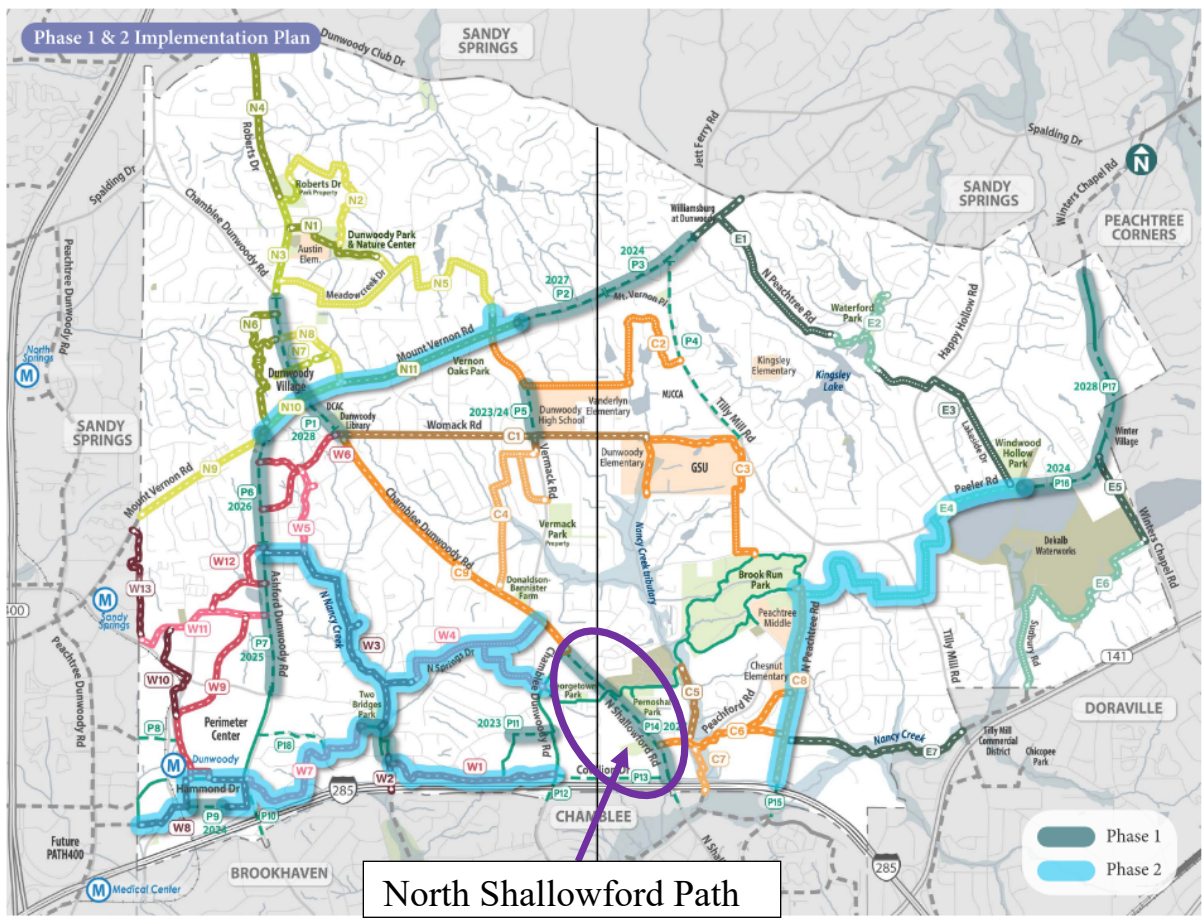 Phase 1 & 2 Implementation Plan
SANDY
SPRINGS
Dunwoody Club Dr
N4
Roberts Dr
Jett Ferry Rd
Spalding Dr
Winters Chapel Rd
N
Spalding Dr
Chamblee Dunwoody Rd
Roberts Dr
Park Property
N2
N1
Dunwoody Park
& Nature Center
Austin
Elem.
N3
Meadowcreek Dr
N5
Williamsburg
at Dunwoody
SANDY
SPRINGS
PEACHTREE
CORNERS
Peachtree Dunwoody Rd
2024
P3
E1
2027
P2
Mt. Vernon Pl
N Peachtree Rd
Waterford
Park
E2
Happy Hollow Rd
N6
N8
N7
Mount Vernon Rd
N11
Vernon
Oaks Park
C2
P4
Kingsley
Elementary
Kingsley
Lake
North
Springs
M
Dunwoody
Village
N10
DCAC
Dunwoody
Library
P1
2028
2023/24
P5
Dunwoody
High School
Vanderlyn
Elementary
MJCCA
Tilly Mill Rd
E3
Lakeside Dr
2028
P17
SANDY
SPRINGS
W6
Womack Rd
C1
Winter
Village
N9
Mount Vernon Rd
Vermack Rd
Dunwoody
Elementary
GSU
C3
Windwood
Hollow
Park
2024
P16
Peeler Rd
E5
P6
2026
W5
C4
Chamblee Dunwoody Rd
Vermack
Park
Property
Nancy Creek tributary
E4
Winters Chapel Rd
W12
W13
C9
Donaldson-
Bannister
Farm
Brook Run
Park
Dekalb
Waterworks
E6
400
M
Sandy
Springs
W11
Ashford Dunwoody Rd
N Nancy Creek
W3
W4
N Springs Dr
Peachtree
Middle
N Peachtree Rd
Sudbury Rd
Tilly Mill Rd
141
Peachtree Dunwoody Rd
W10
W9
P7
2025
Two
Bridges
Park
Chamblee Dunwoody Rd
Georgetown
Park
Pernoshal
Park
C5
Chesnut
Elementary
C8
DORAVILLE
P8
Perimeter
Center
2023
P11
N Shallowford Rd
P14
Peachford Rd
C6
Nancy Creek
E7
Tilly Mill
Commercial
District
Chicopee
Park
M
Dunwoody
P18
W7
W2
W1
P13
C7
Hammond Dr
285
P12
P15
W8
P9
P10
CHAMBLEE
285
Future
PATH400
BROOKHAVEN
Phase 1
Phase 2
M
Medical Center
North Shallowford Path